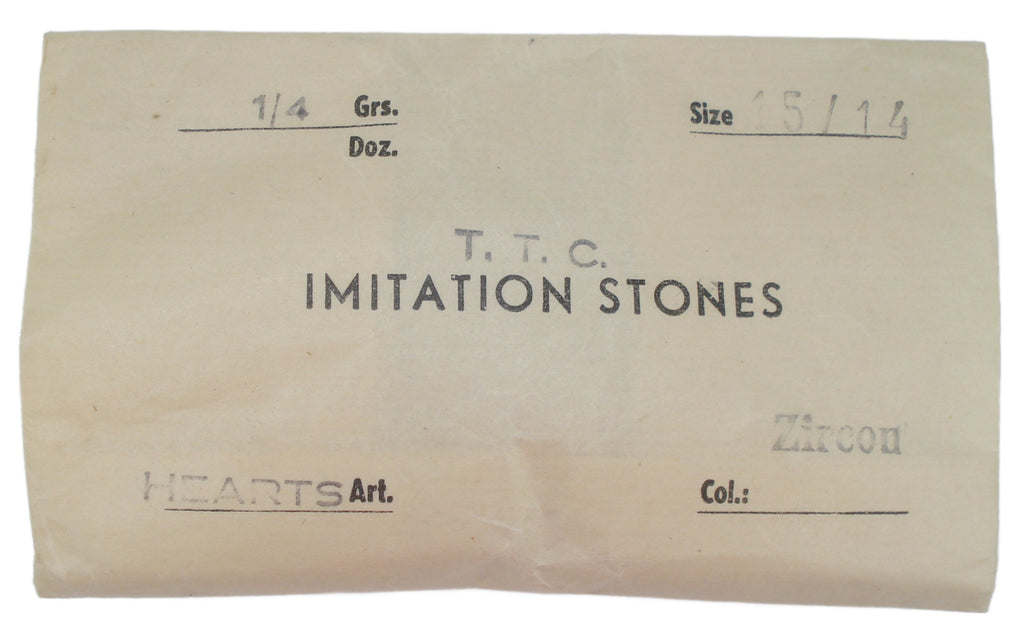 1/4 Grs.
Doz.
Size 15/14
T. T. C.
IMITATION STONES
Zircon
HEARTS Art.
Col.: